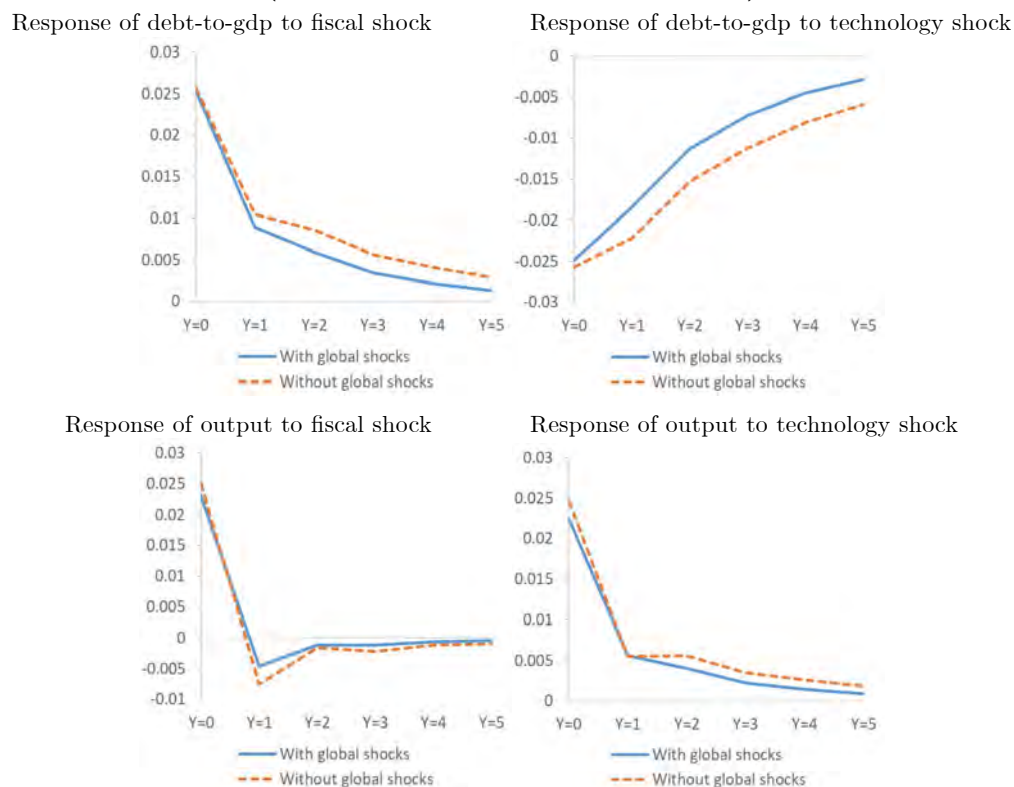 Response of debt-to-gdp to fiscal shock
0.03
0.025
0.02
0.015
0.01
0.005
0
Y=0 Y=1 Y=2 Y=3 Y=4 Y=5
With global shocks
Without global shocks
Response of debt-to-gdp to technology shock
0
-0.005
-0.01
-0.015
-0.02
-0.025
-0.03
Y=0 Y=1 Y=2 Y=3 Y=4 Y=5
With global shocks
Without global shocks
Response of output to fiscal shock
0.03
0.025
0.02
0.015
0.01
0.005
0
-0.005
-0.01
Y=0 Y=1 Y=2 Y=3 Y=4 Y=5
With global shocks
Without global shocks
Response of output to technology shock
0.03
0.025
0.02
0.015
0.01
0.005
0
Y=0 Y=1 Y=2 Y=3 Y=4 Y=5
With global shocks
Without global shocks